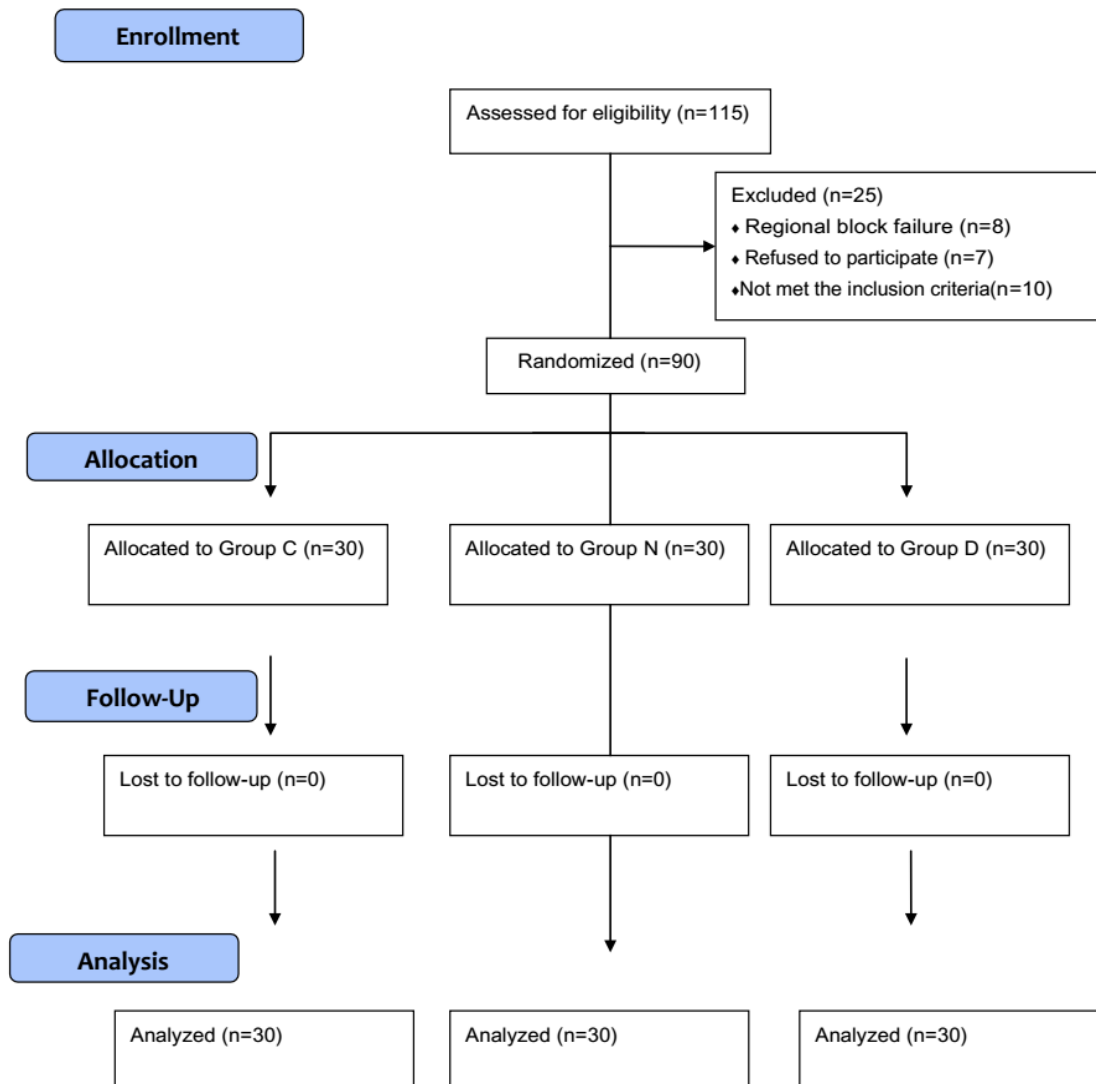 Enrollment
Assessed for eligibility (n=115)
Excluded (n=25)
♦ Regional block failure (n=8)
♦ Refused to participate (n=7)
♦Not met the inclusion criteria(n=10)
Randomized (n=90)
Allocation
Allocated to Group C (n=30)
Allocated to Group N (n=30)
Allocated to Group D (n=30)
Follow-Up
Lost to follow-up (n=0)
Lost to follow-up (n=0)
Lost to follow-up (n=0)
Analysis
Analyzed (n=30)
Analyzed (n=30)
Analyzed (n=30)